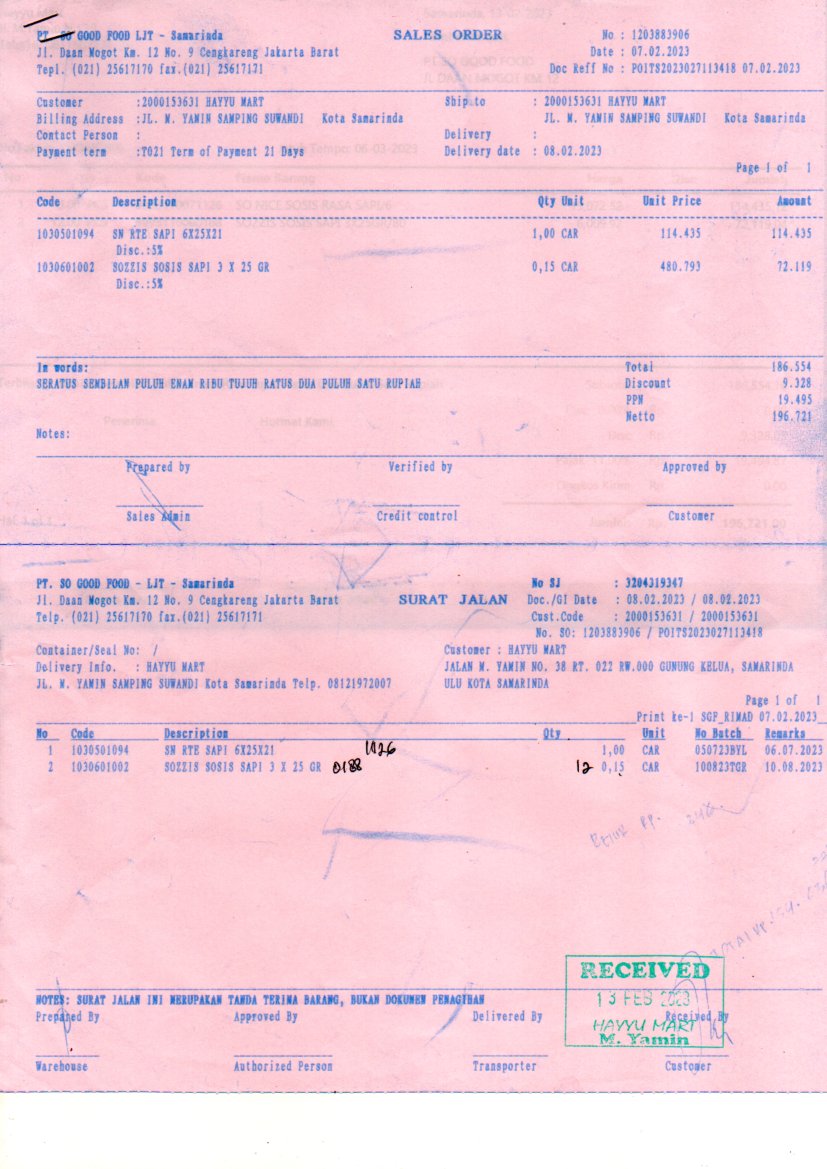 PT. SO GOOD FOOD LJT - Samarinda SALES ORDER No : 1203883906
Jl. Daan Mogot Km. 12 No. 9 Cengkareng Jakarta Barat Date : 07.02.2023
Tepl. (021) 25617170 fax.(021) 25617171 Doc Reff No : POITS2023027113418 07.02.2023
Customer :2000153631 HAYYU MART Ship to : 2000153631 HAYYU MART
Billing Address :JL. M. YAMIN SAMPING SUWANDI Kota Samarinda JL. M. YAMIN SAMPING SUWANDI Kota Samarinda
Contact Person : Delivery :
Payment term :T021 Term of Payment 21 Days Delivery date : 08.02.2023
Page 1 of 1
Code Description Qty Unit Unit Price Amount
1030501094 SN RTE SAPI 6X25X21 1,00 CAR 114.435 114.435
Disc.:5%
1030601002 SOZZIS SOSIS SAPI 3 X 25 GR 0,15 CAR 480.793 72.119
Disc.:5%
In words: Total 186.554
SERATUS SEMBILAN PULUH ENAM RIBU TUJUH RATUS DUA PULUH SATU RUPIAH Discount 9.328
PPN 19.495
Netto 196.721
Notes:
Prepared by Verified by Approved by
Sales Admin Credit control Customer
PT. SO GOOD FOOD - LJT - Samarinda No SJ : 3204319347
Jl. Daan Mogot Km. 12 No. 9 Cengkareng Jakarta Barat SURAT JALAN Doc./GI Date : 08.02.2023 / 08.02.2023
Telp. (021) 25617170 fax.(021) 25617171 Cust.Code : 2000153631 / 2000153631
No. SO: 1203883906 / POITS2023027113418
Container/Seal No: / Customer : HAYYU MART
Delivery Info. : HAYYU MART JALAN M. YAMIN NO. 38 RT. 022 RW.000 GUNUNG KELUA, SAMARINDA
JL. M. YAMIN SAMPING SUWANDI Kota Samarinda Telp. 08121972007 ULU KOTA SAMARINDA
Page 1 of 1
Print ke-1 SGF_RIMAD 07.02.2023
No Code Description Qty Unit No Batch Remarks
1 1030501094 SN RTE SAPI 6X25X21 1126 1,00 CAR 050723BYL 06.07.2023
2 1030601002 SOZZIS SOSIS SAPI 3 X 25 GR 0188 12 0,15 CAR 100823TGR 10.08.2023
RECEIVED
13 FEB 2023
HAYYU MART
M. Yamin
NOTES: SURAT JALAN INI MERUPAKAN TANDA TERIMA BARANG, BUKAN DOKUMEN PENAGIHAN
Prepared By Approved By Delivered By Received By
Warehouse Authorized Person Transporter Customer